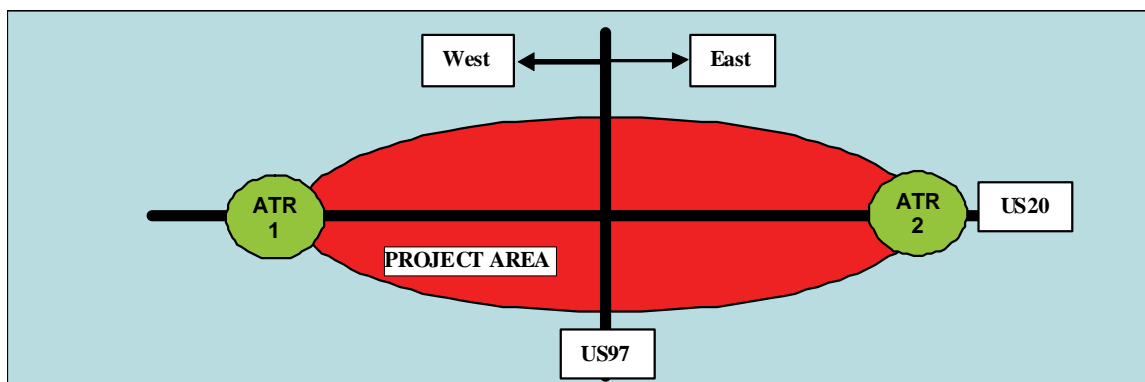 West
East
ATR
1
ATR
2
US20
PROJECT AREA
US97